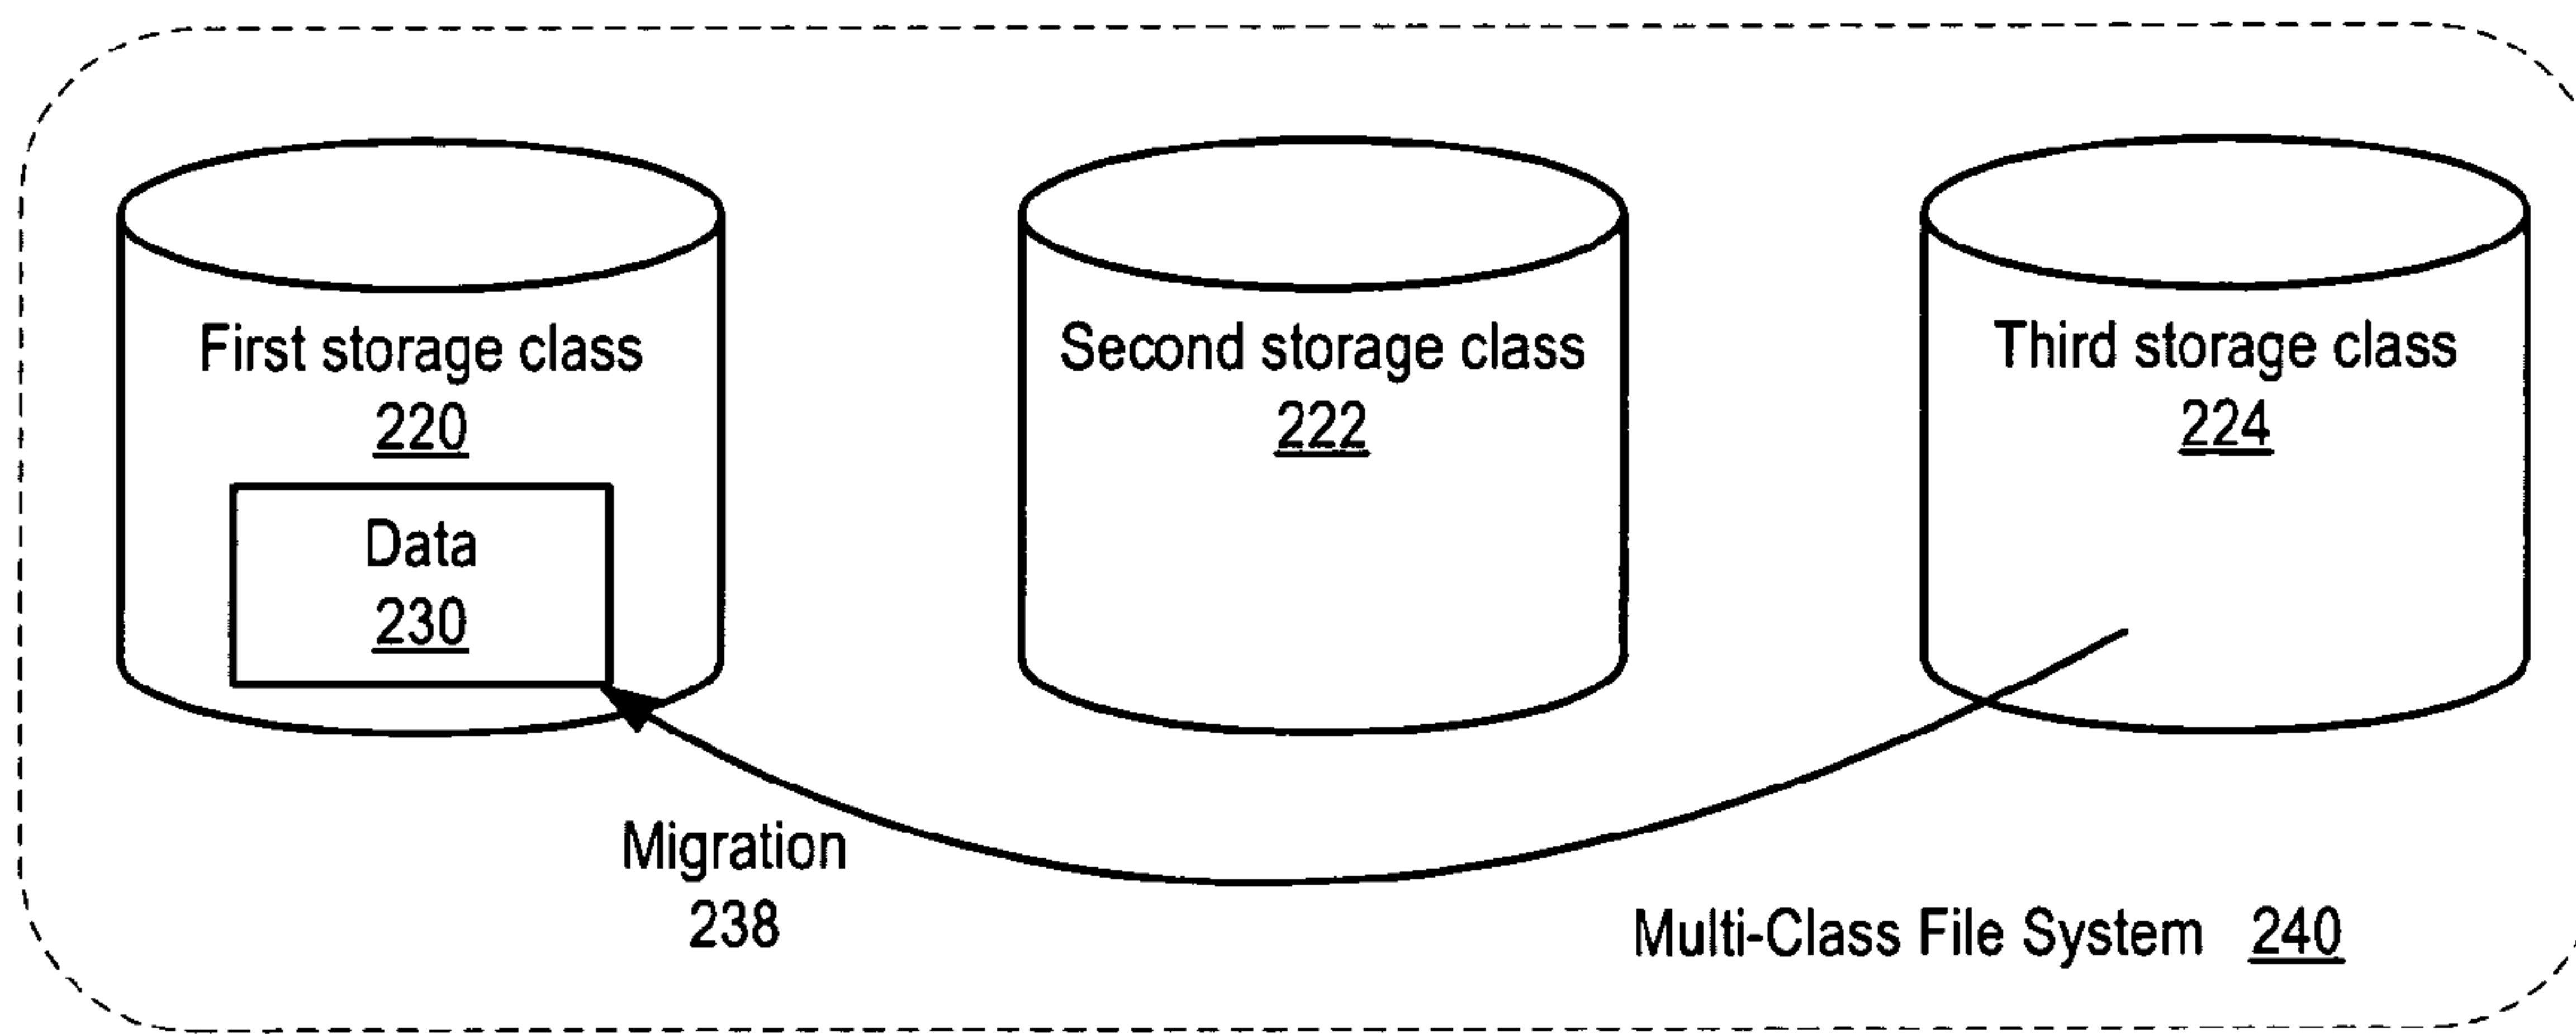 First storage class
220
Data
230
Second storage class
222
Third storage class
224
Migration
238
Multi-Class File System 240